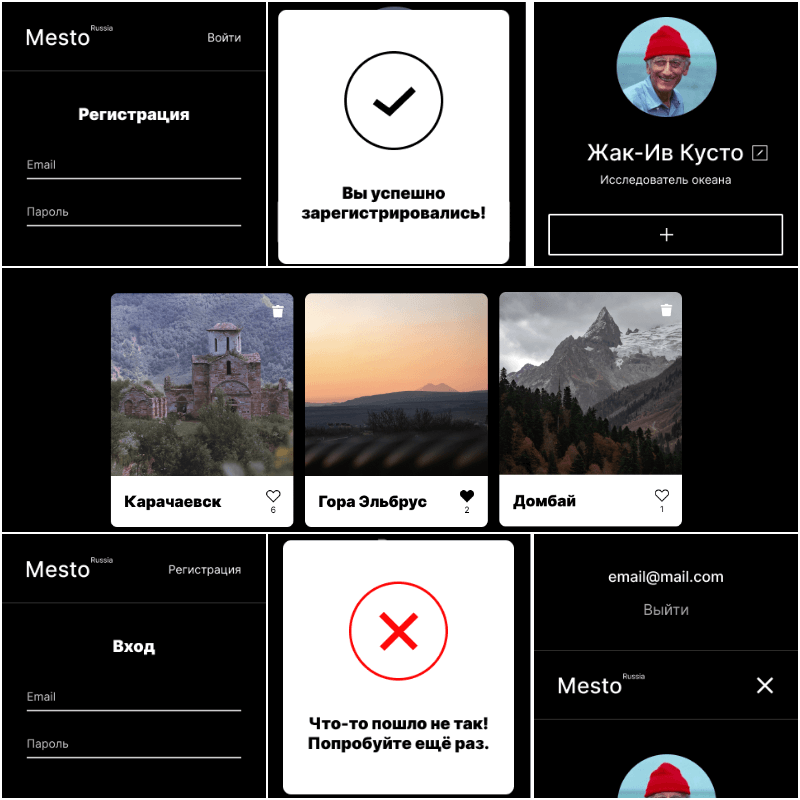 Mesto Russia
Войти
Регистрация
Email
Пароль
Вы успешно
зарегистрировались!
Жак-Ив Кусто
Исследователь океана
Карачаевск
6
Гора Эльбрус
2
Домбай
1
Mesto Russia
Регистрация
Вход
Email
Пароль
Что-то пошло не так!
Попробуйте ещё раз.
email@mail.com
Выйти
Mesto Russia